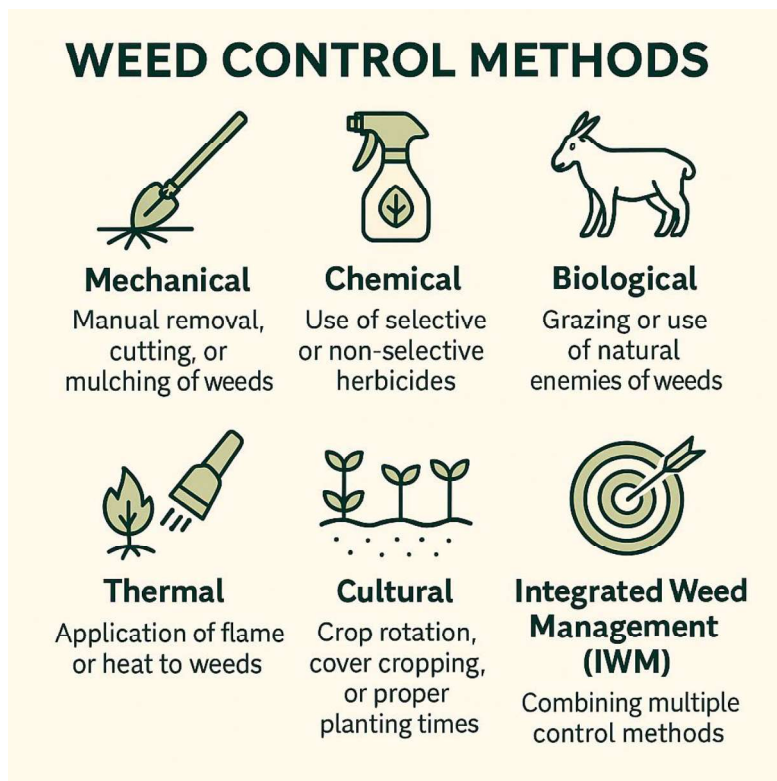 WEED CONTROL METHODS
Mechanical
Manual removal,
cutting, or
mulching of weeds
Chemical
Use of selective
or non-selective
herbicides
Biological
Grazing or use
of natural
enemies of weeds
Thermal
Application of flame
or heat to weeds
Cultural
Crop rotation,
cover cropping,
or proper
planting times
Integrated Weed
Management
(IWM)
Combining multiple
control methods